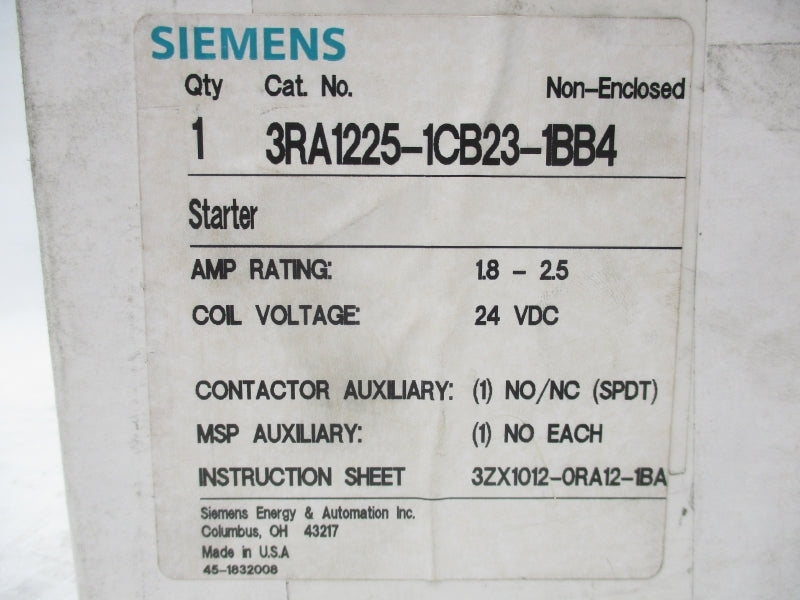 SIEMENS
Qty Cat. No. Non-Enclosed
1 3RA1225-1CB23-1BB4
Starter
AMP RATING: 1.8 - 2.5
COIL VOLTAGE: 24 VDC
CONTACTOR AUXILIARY: (1) NO/NC (SPDT)
MSP AUXILIARY: (1) NO EACH
INSTRUCTION SHEET 3ZX1012-0RA12-1BA
Siemens Energy & Automation Inc.
Columbus, OH 43217
Made in U.S.A
45-1832008